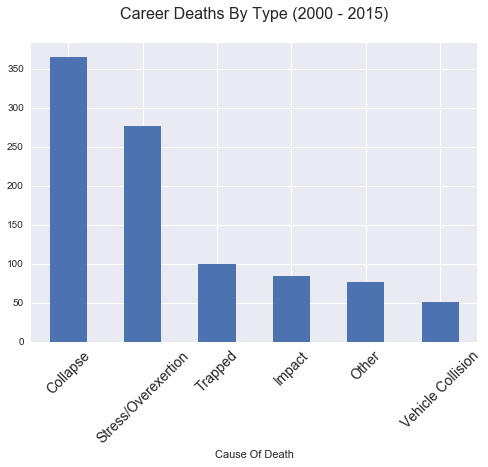 Career Deaths By Type (2000 - 2015)
350
300
250
200
150
100
50
0
Collapse
Stress/Overexertion
Trapped
Impact
Other
Vehicle Collision
Cause Of Death